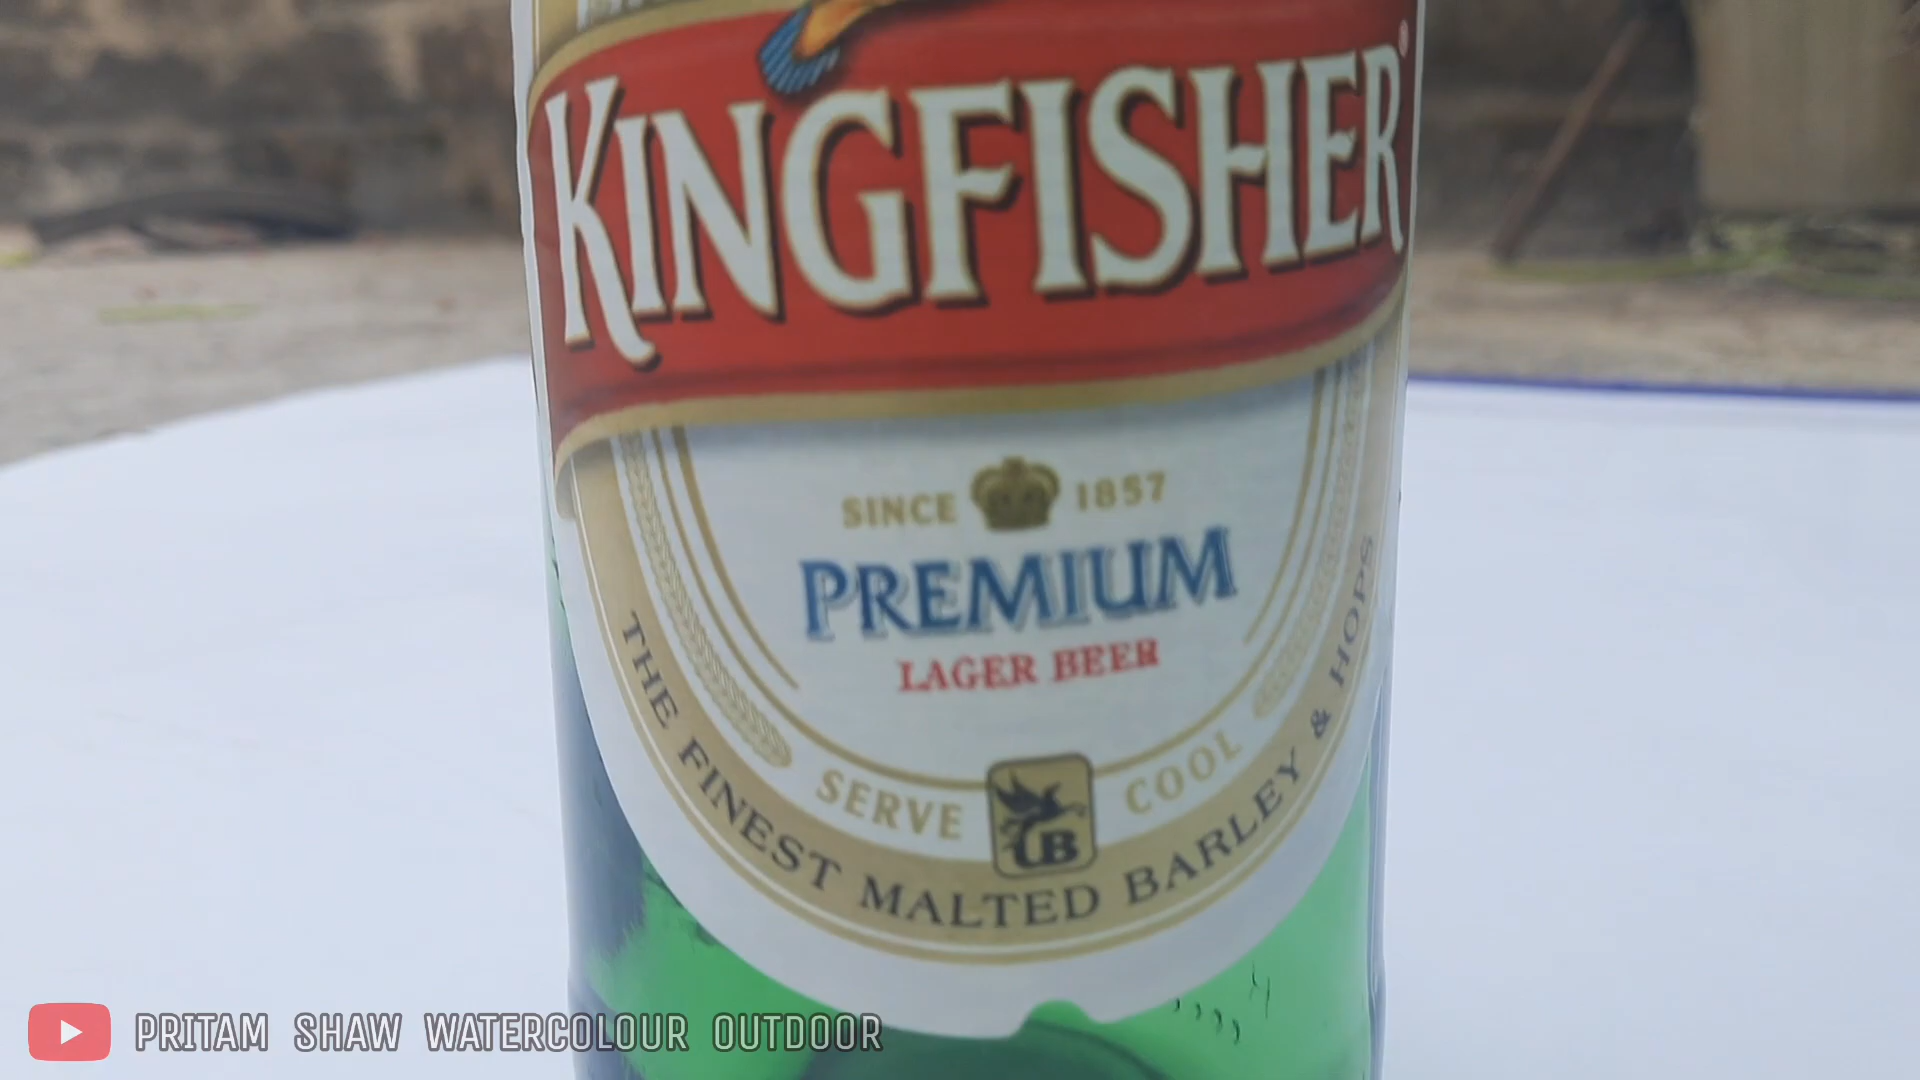 KINGFISHER®
SINCE 1857
PREMIUM
LAGER BEER
SERVE COOL
UB
THE FINEST MALTED BARLEY & HOPS
PRITAM SHAW WATERCOLOUR OUTDOOR